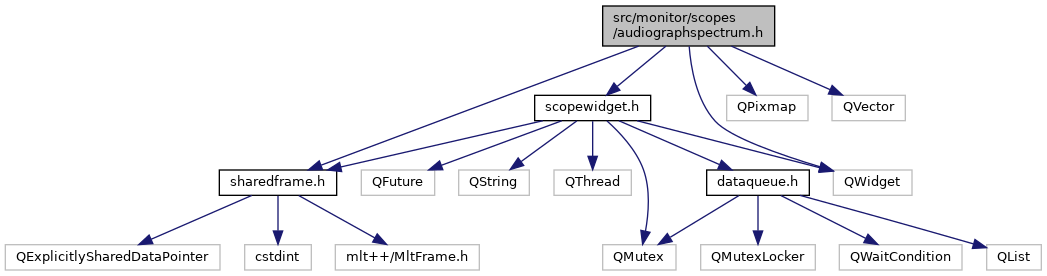 src/monitor/scopes
/audiographspectrum.h
scopewidget.h
QPixmap
QVector
sharedframe.h
QFuture
QString
QThread
dataqueue.h
QWidget
QExplicitlySharedDataPointer
cstdint
mlt++/MltFrame.h
QMutex
QMutexLocker
QWaitCondition
QList